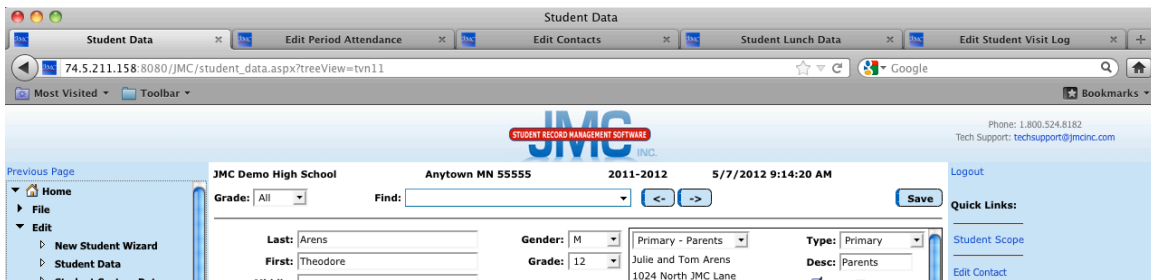 Student Data
Student Data
Edit Period Attendance
Edit Contacts
Student Lunch Data
Edit Student Visit Log
74.5.211.158:8080/JMC/student_data.aspx?treeView=tvn11
Google
Most Visited
Toolbar
Bookmarks
JMC
STUDENT RECORD MANAGEMENT SOFTWARE
INC.
Phone: 1.800.524.8182
Tech Support: techsupport@jmcinc.com
Previous Page
JMC Demo High School Anytown MN 55555 2011-2012 5/7/2012 9:14:20 AM
Logout
Home
Grade: All Find: <- -> Save
Quick Links:
File
Edit
New Student Wizard
Student Data
Last: Arens Gender: M Primary - Parents Type: Primary
Student Scope
First: Theodore Grade: 12 Julie and Tom Arens Desc: Parents
1024 North JMC Lane
Edit Contact